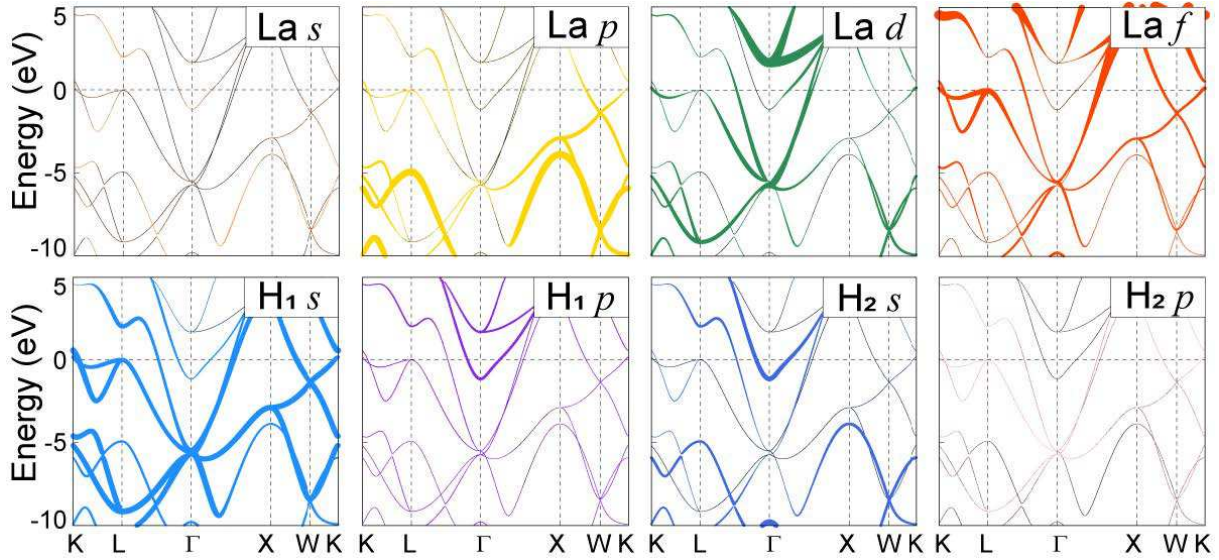 La s
La p
La d
La f
Energy (eV)
5
0
-5
-10
H₁ s
H₁ p
H₂ s
H₂ p
Energy (eV)
5
0
-5
-10
K L Γ X W K
K L Γ X W K
K L Γ X W K
K L Γ X W K